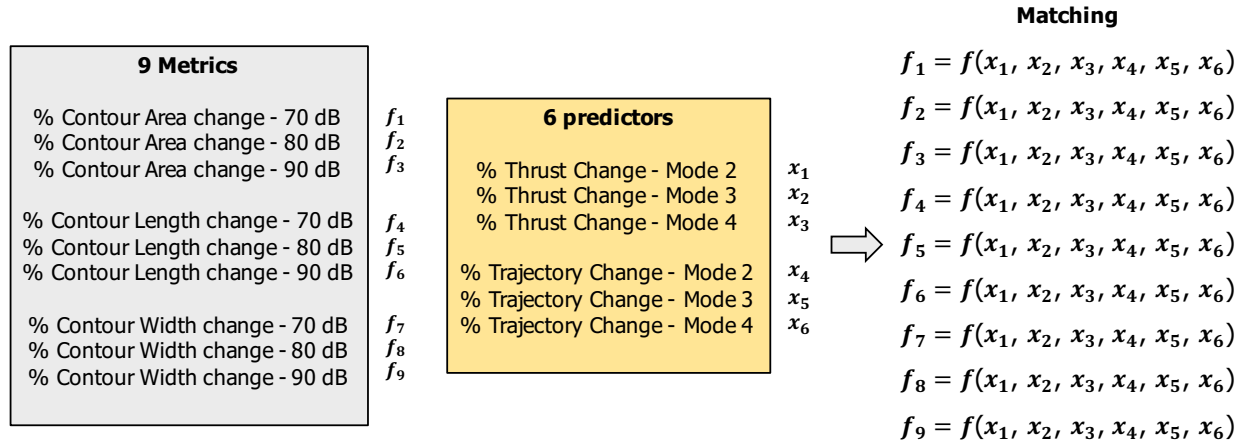 9 Metrics
% Contour Area change - 70 dB f₁
% Contour Area change - 80 dB f₂
% Contour Area change - 90 dB f₃
% Contour Length change - 70 dB f₄
% Contour Length change - 80 dB f₅
% Contour Length change - 90 dB f₆
% Contour Width change - 70 dB f₇
% Contour Width change - 80 dB f₈
% Contour Width change - 90 dB f₉
6 predictors
% Thrust Change - Mode 2 x₁
% Thrust Change - Mode 3 x₂
% Thrust Change - Mode 4 x₃
% Trajectory Change - Mode 2 x₄
% Trajectory Change - Mode 3 x₅
% Trajectory Change - Mode 4 x₆
Matching
f₁ = f(x₁, x₂, x₃, x₄, x₅, x₆)
f₂ = f(x₁, x₂, x₃, x₄, x₅, x₆)
f₃ = f(x₁, x₂, x₃, x₄, x₅, x₆)
f₄ = f(x₁, x₂, x₃, x₄, x₅, x₆)
f₅ = f(x₁, x₂, x₃, x₄, x₅, x₆)
f₆ = f(x₁, x₂, x₃, x₄, x₅, x₆)
f₇ = f(x₁, x₂, x₃, x₄, x₅, x₆)
f₈ = f(x₁, x₂, x₃, x₄, x₅, x₆)
f₉ = f(x₁, x₂, x₃, x₄, x₅, x₆)